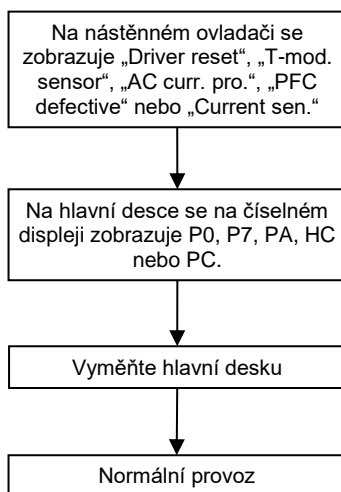 Na nástěnném ovladači se
zobrazuje „Driver reset“, „T-mod.
sensor“, „AC curr. pro.“, „PFC
defective“ nebo „Current sen.“
Na hlavní desce se na číselném
displeji zobrazuje P0, P7, PA, HC
nebo PC.
Vyměňte hlavní desku
Normální provoz